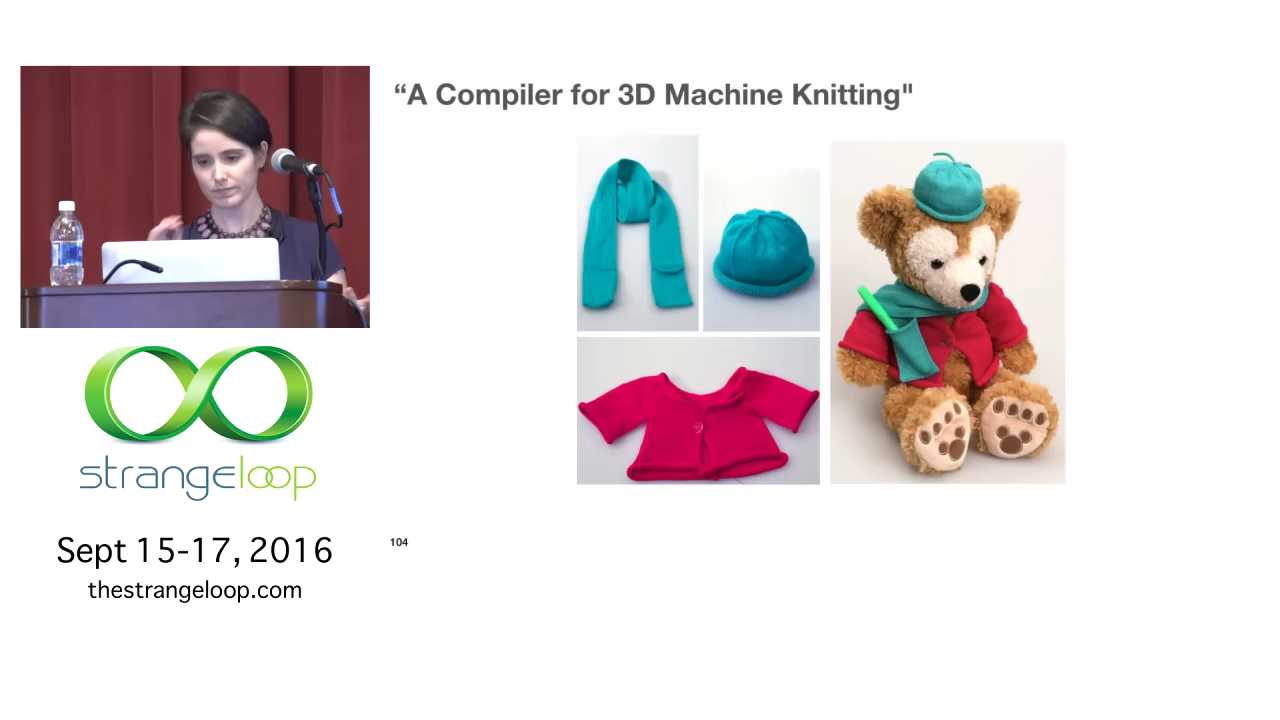 “A Compiler for 3D Machine Knitting"
strangeloop
Sept 15-17, 2016
thestrangeloop.com
104